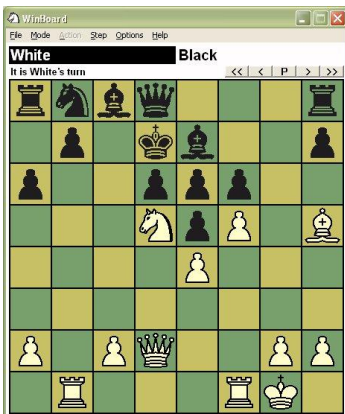 WinBoard
File Mode Action Step Options Help
White Black
It is White's turn << < P > >>